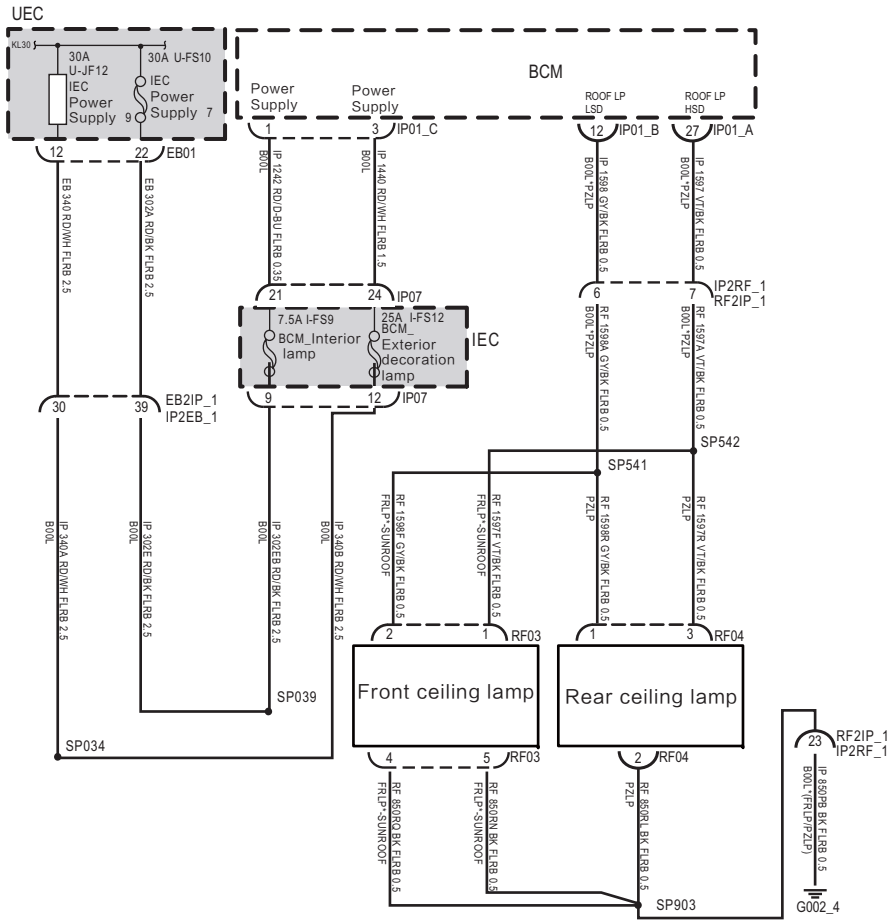 UEC
KL30
30A
U-JF12
IEC
Power
Supply
30A U-FS10
IEC
Power
Supply 7
9
12
22
EB01
BCM
Power
Supply
Power
Supply
ROOF LP
LSD
ROOF LP
HSD
1
3
IP01_C
12
IP01_B
27
IP01_A
EB 340 RD/WH FLRB 2.5
EB 302A RD/BK FLRB 2.5
IP 1242 RD/D-BU FLRB 0.35
B00L
IP 1440 RD/WH FLRB 1.5
B00L
IP 1598 GY/BK FLRB 0.5
B00L*PZLP
IP 1597 VT/BK FLRB 0.5
B00L*PZLP
21
24
IP07
6
7
IP2RF_1
RF2IP_1
7.5A I-FS9
BCM_Interior
lamp
25A I-FS12
BCM_
Exterior
decoration
lamp
IEC
9
12
IP07
RF 1598A GY/BK FLRB 0.5
B00L*PZLP
RF 1597A VT/BK FLRB 0.5
B00L*PZLP
30
39
EB2IP_1
IP2EB_1
SP542
SP541
IP 340A RD/WH FLRB 2.5
B00L
IP 302E RD/BK FLRB 2.5
B00L
IP 302EB RD/BK FLRB 2.5
B00L
IP 340B RD/WH FLRB 2.5
B00L
RF 1598F GY/BK FLRB 0.5
FRLP*-SUNROOF
RF 1597F VT/BK FLRB 0.5
FRLP*-SUNROOF
RF 1598R GY/BK FLRB 0.5
PZLP
RF 1597R VT/BK FLRB 0.5
PZLP
2
1
RF03
1
3
RF04
Front ceiling lamp
Rear ceiling lamp
SP039
SP034
4
5
RF03
2
RF04
23
RF2IP_1
IP2RF_1
RF 850RQ BK FLRB 0.5
FRLP*-SUNROOF
RF 850RN BK FLRB 0.5
FRLP*-SUNROOF
RF 850RL BK FLRB 0.5
PZLP
IP 850PB BK FLRB 0.5
B00L*(FRLP/PZLP)
SP903
G002_4